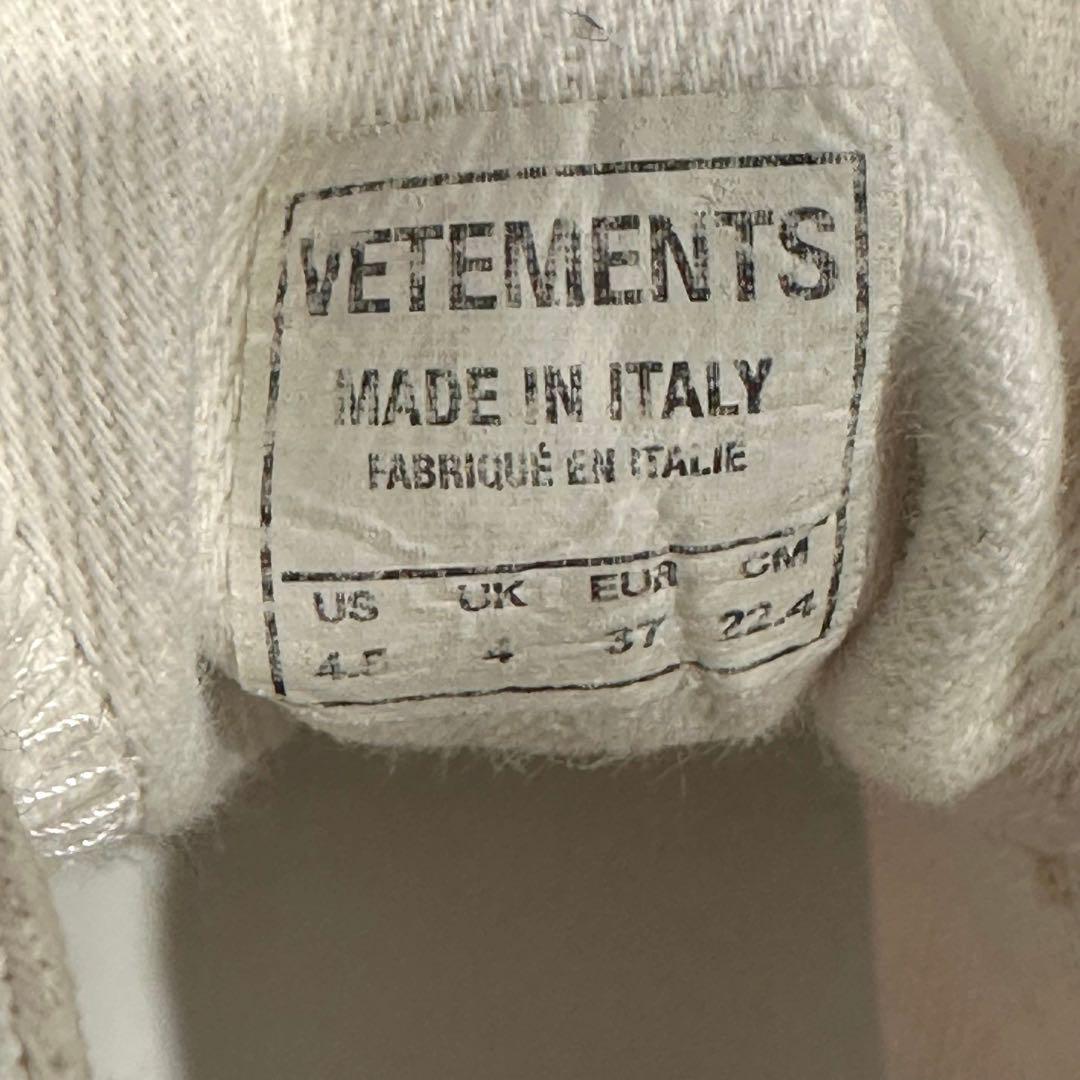 VETEMENTS
MADE IN ITALY
FABRIQUÉ EN ITALIE
US UK EUR CM
4.5 4 37 22.4